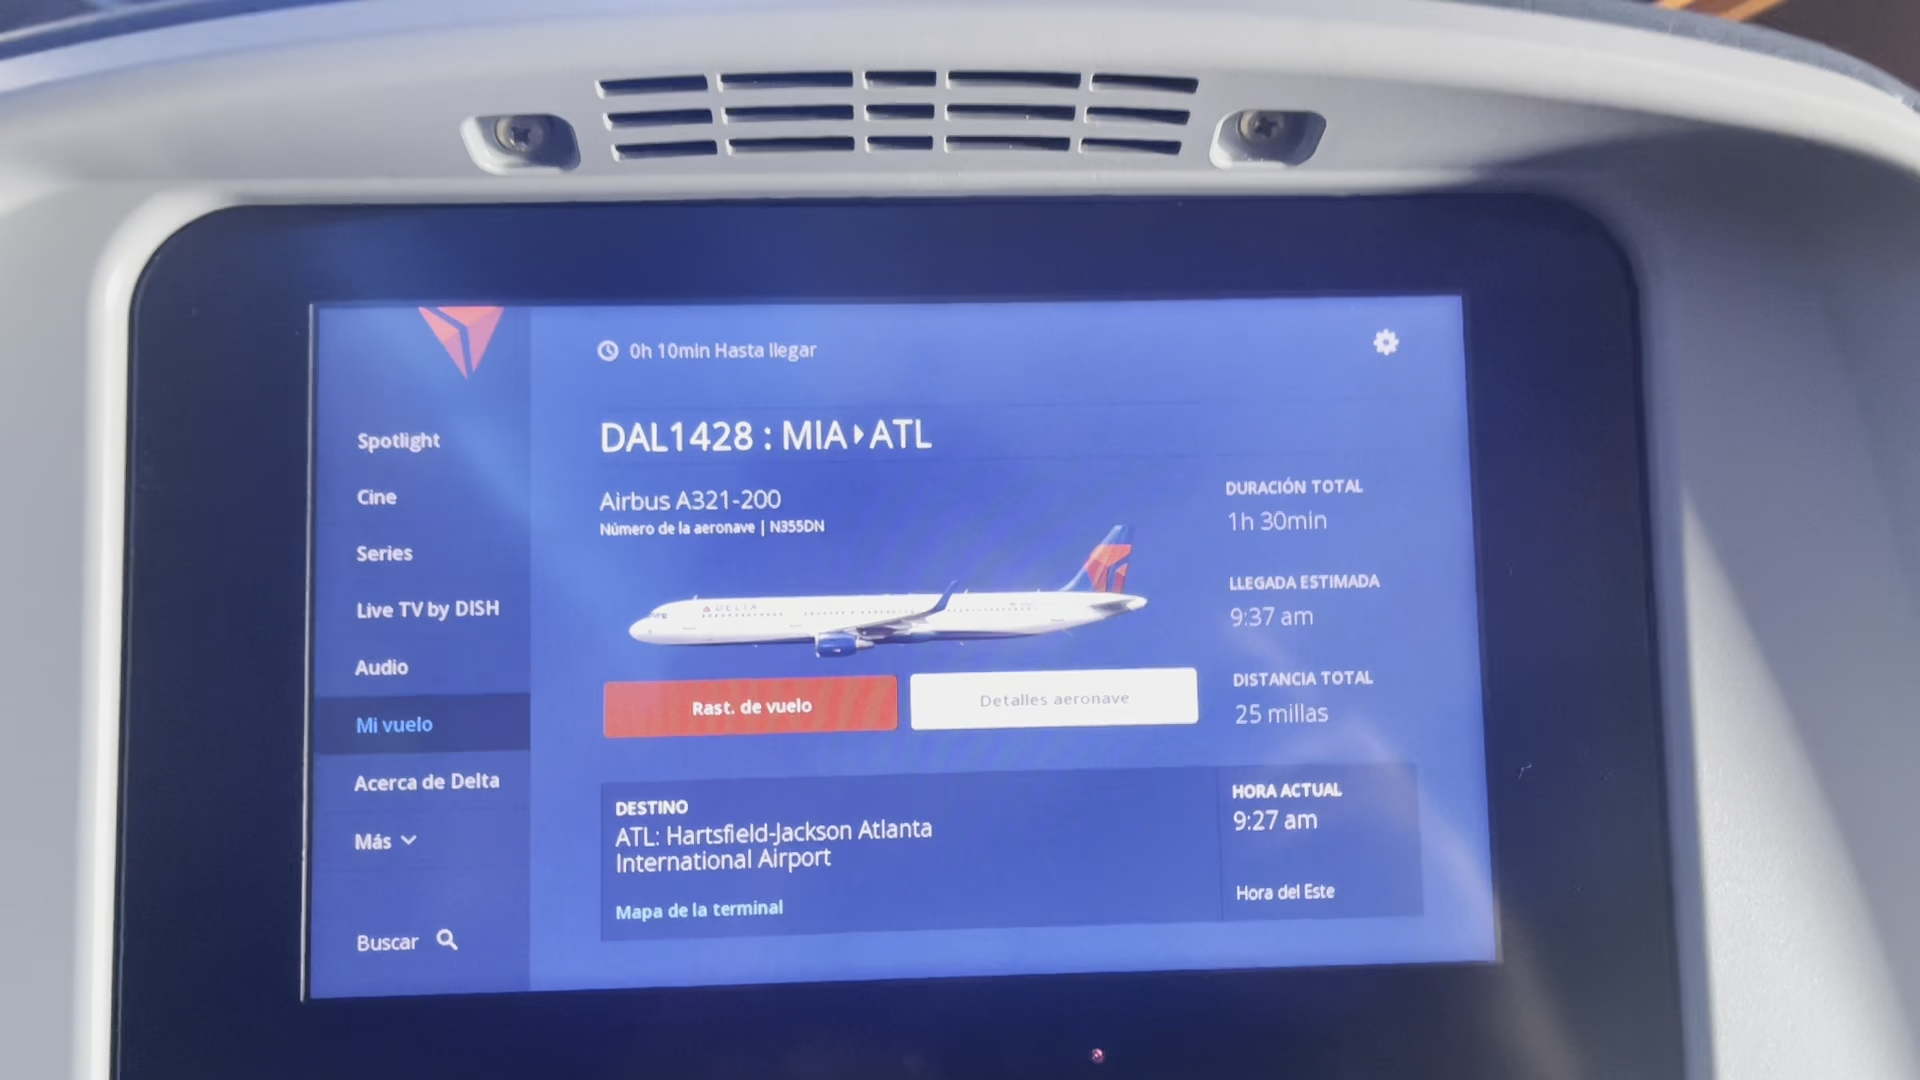 0h 10min Hasta llegar
DAL1428 : MIA▸ATL
Airbus A321-200
Número de la aeronave | N355DN
DELTA
Rast. de vuelo
Detalles aeronave
DURACIÓN TOTAL
1h 30min
LLEGADA ESTIMADA
9:37 am
DISTANCIA TOTAL
25 millas
DESTINO
ATL: Hartsfield-Jackson Atlanta
International Airport
Mapa de la terminal
HORA ACTUAL
9:27 am
Hora del Este
Spotlight
Cine
Series
Live TV by DISH
Audio
Mi vuelo
Acerca de Delta
Más
Buscar